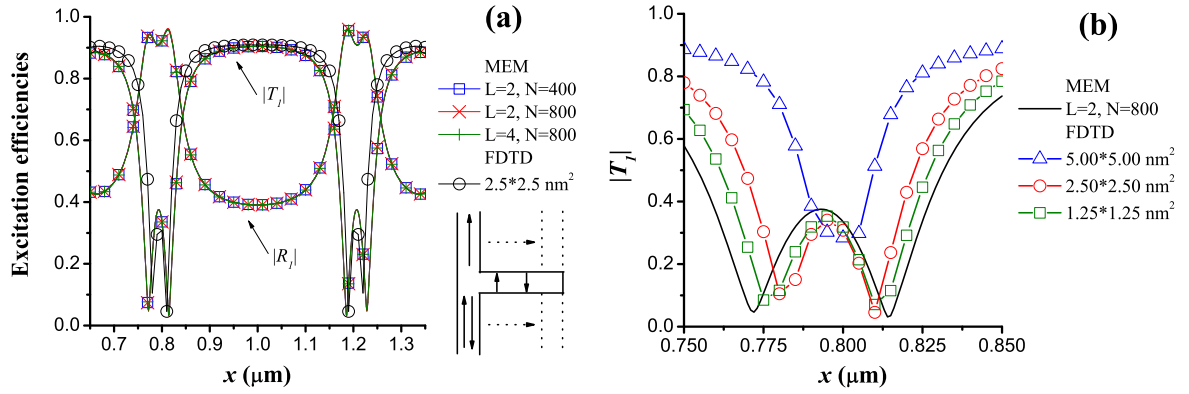 (a)
Excitation efficiencies
1.0
0.8
0.6
0.4
0.2
0.0
0.7 0.8 0.9 1.0 1.1 1.2 1.3
x (μm)
|T₁|
|R₁|
MEM
L=2, N=400
L=2, N=800
L=4, N=800
FDTD
2.5*2.5 nm²
(b)
|T₁|
1.0
0.8
0.6
0.4
0.2
0.0
0.750 0.775 0.800 0.825 0.850
x (μm)
MEM
L=2, N=800
FDTD
5.00*5.00 nm²
2.50*2.50 nm²
1.25*1.25 nm²